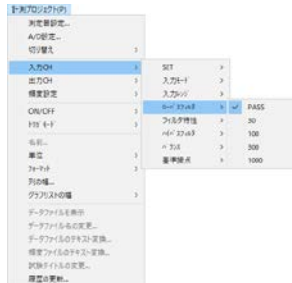 計測プロジェクト(P)
測定器設定...
A/D設定...
切り替え
入力CH
出力CH
頻度設定
ON/OFF
名前...
単位
フォーマット
列の幅...
グラフリストの幅
データファイルを開示
データファイル名の変更...
データファイルのテキスト変換...
頻度ファイルのテキスト変換...
試験タイトルの変更...
履歴の更新...
SET
入力モード
入力レンジ
ローパスフィルタ
フィルタ特性
ハイパスフィルタ
バランス
基準接点
PASS
30
100
300
1000